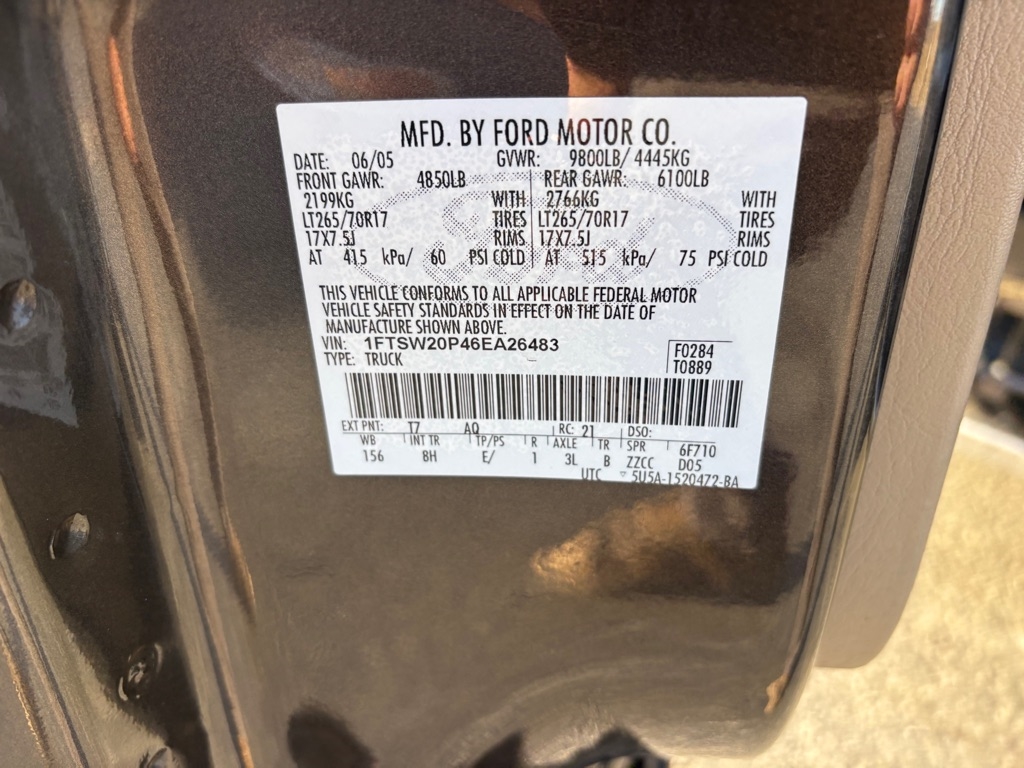 MFD. BY FORD MOTOR CO.
DATE: 06/05 GVWR: 9800LB/ 4445KG
FRONT GAWR: 4850LB REAR GAWR: 6100LB
2199KG WITH 2766KG WITH
LT265/70R17 TIRES LT265/70R17 TIRES
17X7.5J RIMS 17X7.5J RIMS
AT 415 kPa/ 60 PSI COLD AT 515 kPa/ 75 PSI COLD
THIS VEHICLE CONFORMS TO ALL APPLICABLE FEDERAL MOTOR
VEHICLE SAFETY STANDARDS IN EFFECT ON THE DATE OF
MANUFACTURE SHOWN ABOVE.
VIN: 1FTSW20P46EA26483 F0284
TYPE: TRUCK T0889
EXT PNT: T7 AQ RC: 21 DSO:
WB INT TR TP/PS R AXLE TR SPR 6F710
156 BH E/ 1 3L B ZZCC D05
UTC 5U5A-1520472-BA